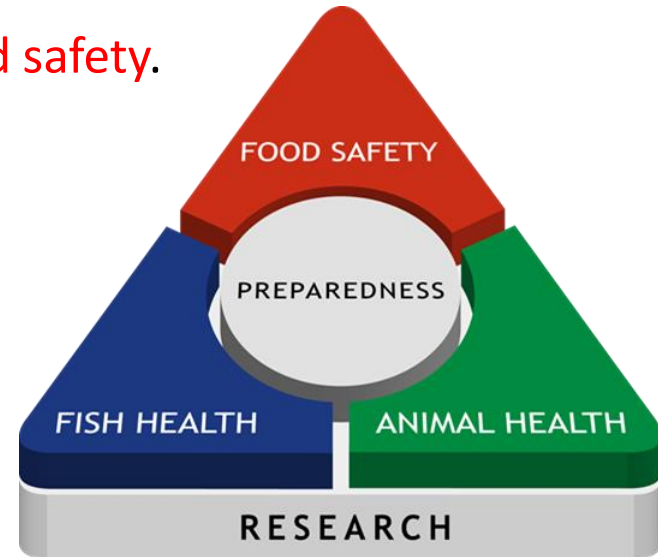 d safety.
FOOD SAFETY
PREPAREDNESS
FISH HEALTH
ANIMAL HEALTH
RESEARCH